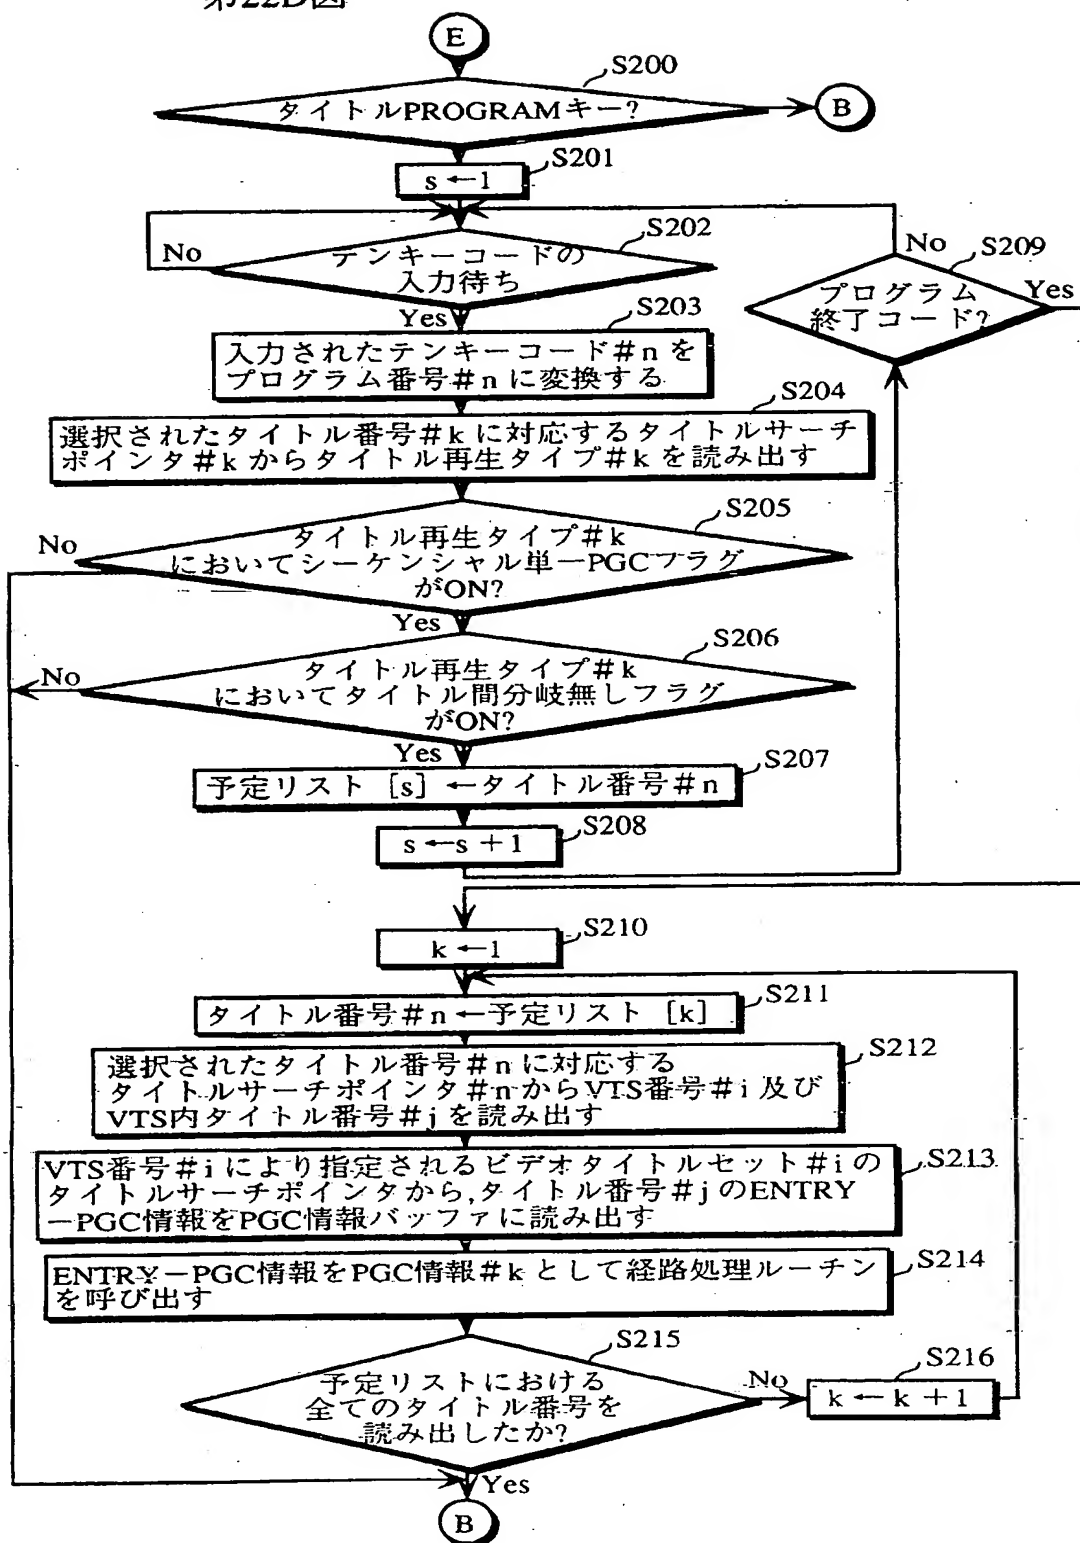 第22D図
E
S200
タイトルPROGRAMキー?
B
S201
s←1
S202
テンキーコードの
入力待ち
No
Yes
No
S209
プログラム
終了コード?
Yes
S203
入力されたテンキーコード#nを
プログラム番号#nに変換する
S204
選択されたタイトル番号#kに対応するタイトルサーチ
ポインタ#kからタイトル再生タイプ#kを読み出す
S205
No
タイトル再生タイプ#k
においてシーケンシャル単一PGCフラグ
がON?
Yes
S206
No
タイトル再生タイプ#k
においてタイトル間分岐無しフラグ
がON?
Yes
S207
予定リスト [s] ←タイトル番号#n
S208
s←s+1
S210
k←1
S211
タイトル番号#n←予定リスト [k]
S212
選択されたタイトル番号#nに対応する
タイトルサーチポインタ#nからVTS番号#i及び
VTS内タイトル番号#jを読み出す
S213
VTS番号#iにより指定されるビデオタイトルセット#iの
タイトルサーチポインタから,タイトル番号#jのENTRY
-PGC情報をPGC情報バッファに読み出す
S214
ENTRY-PGC情報をPGC情報#kとして経路処理ルーチン
を呼び出す
S215
予定リストにおける
全てのタイトル番号を
読み出したか?
No
S216
k←k+1
Yes
B